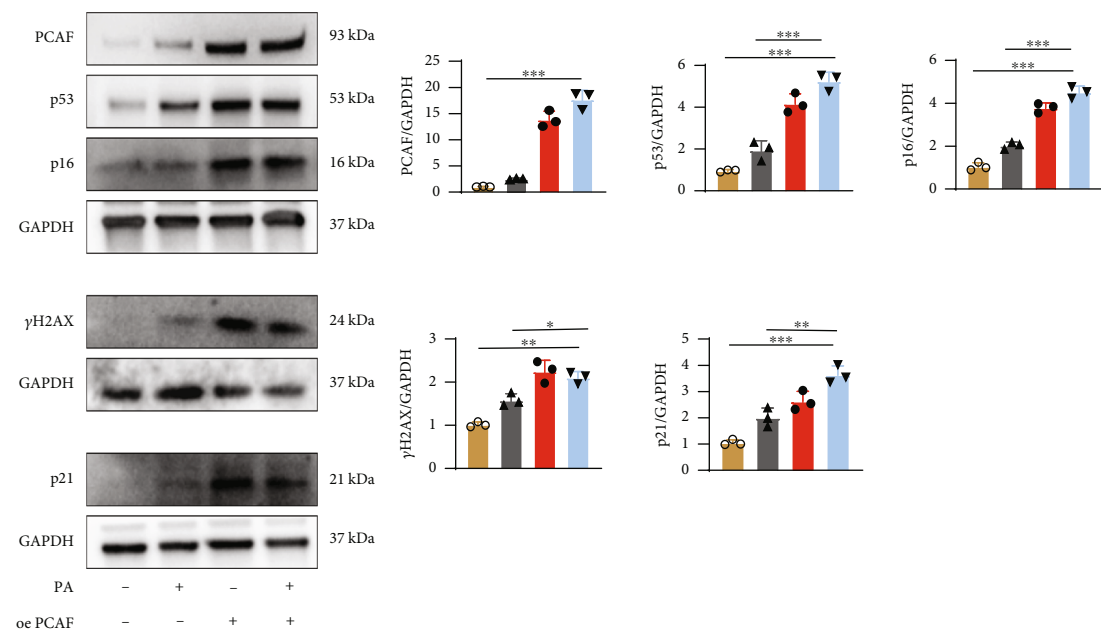 PCAF 93 kDa
p53 53 kDa
p16 16 kDa
GAPDH 37 kDa
γH2AX 24 kDa
GAPDH 37 kDa
p21 21 kDa
GAPDH 37 kDa
PA – + – +
oe PCAF – – + +
PCAF/GAPDH
25
20
15
10
5
0
***
p53/GAPDH
6
4
2
0
***
***
p16/GAPDH
6
4
2
0
***
***
γH2AX/GAPDH
3
2
1
0
*
**
p21/GAPDH
5
4
3
2
1
0
**
***